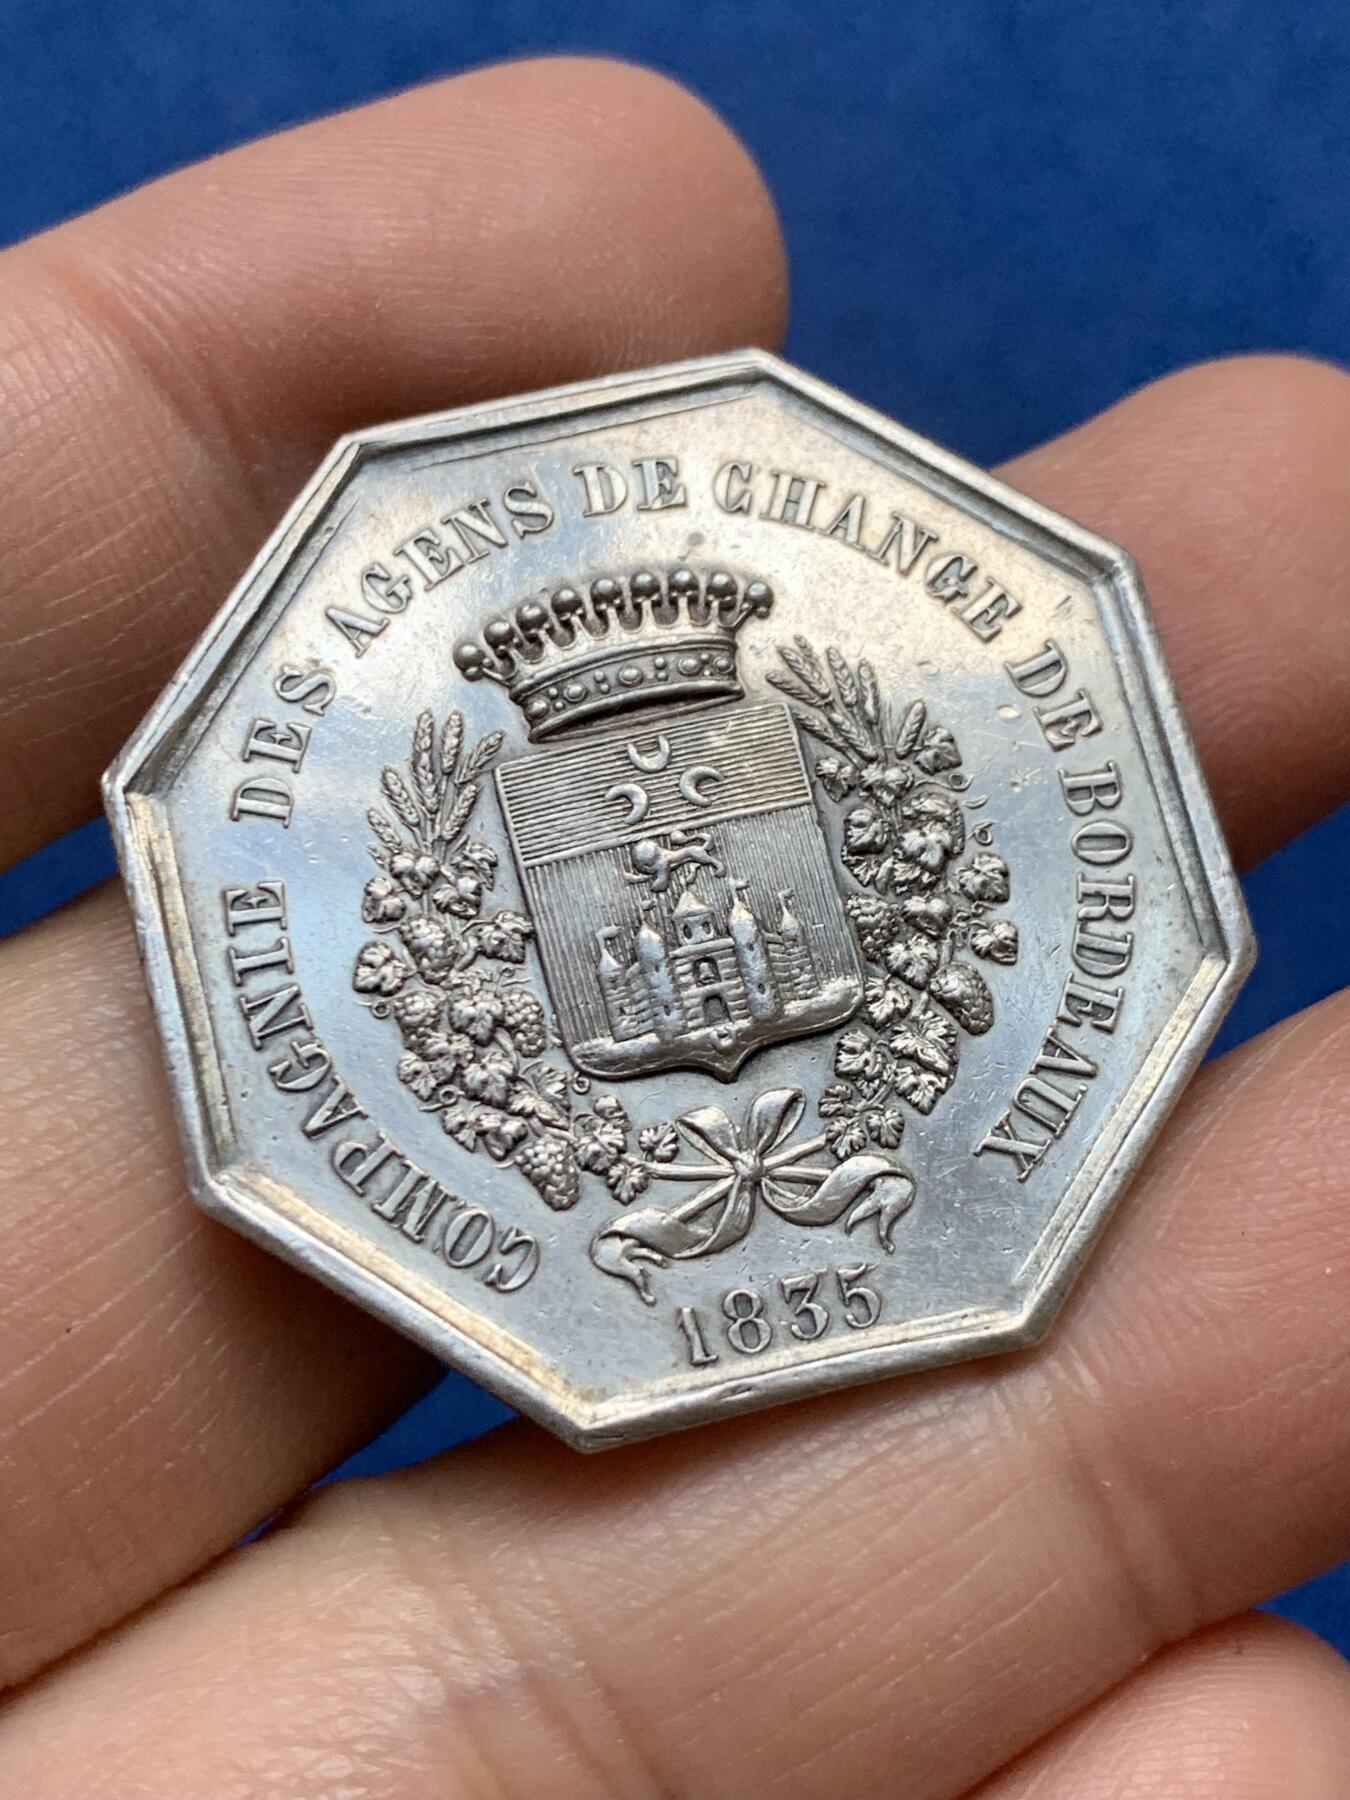 COMPAGNIE DES AGENS DE CHANGE DE BORDEAUX
1835